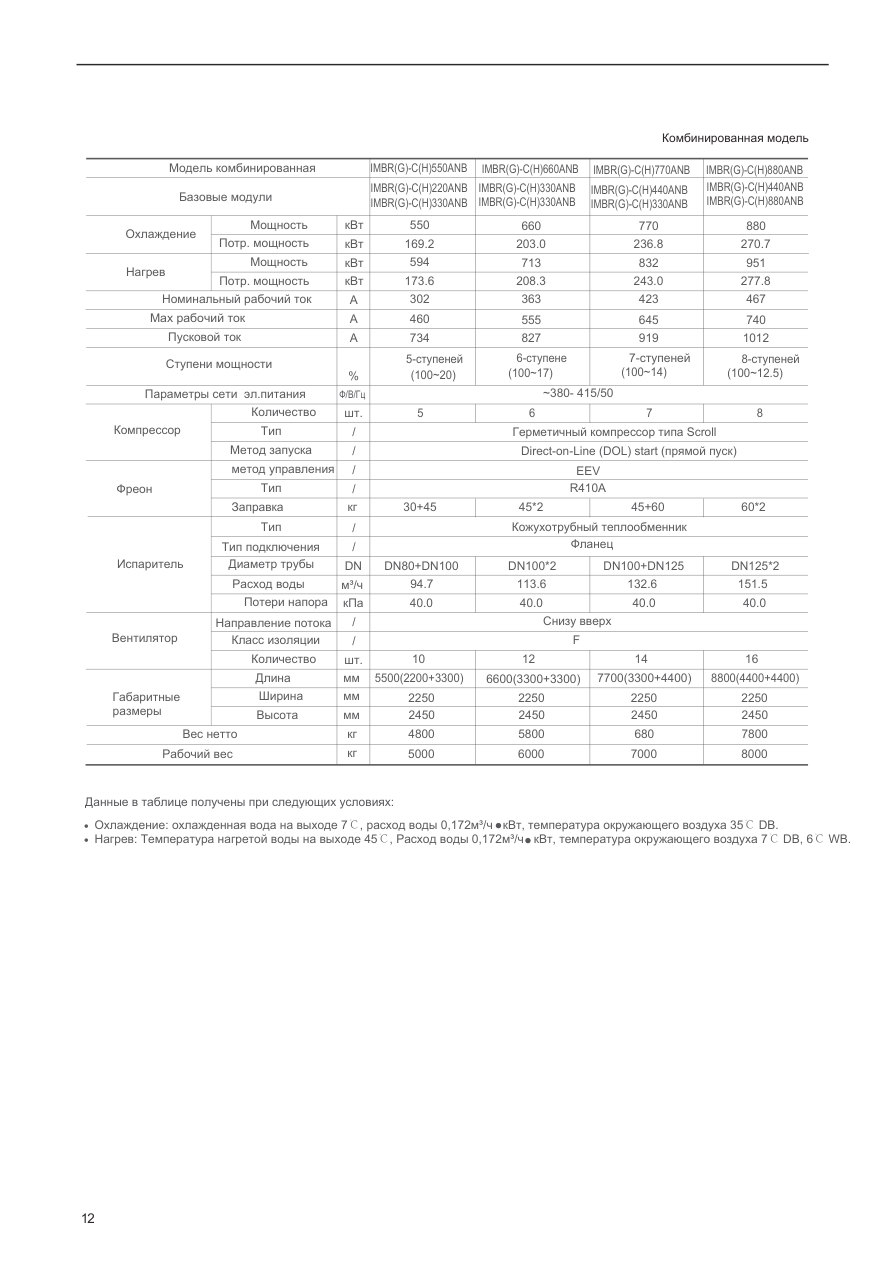 Комбинированная модель
Модель комбинированная IMBR(G)-C(H)550ANB IMBR(G)-C(H)660ANB IMBR(G)-C(H)770ANB IMBR(G)-C(H)880ANB
Базовые модули IMBR(G)-C(H)220ANB IMBR(G)-C(H)330ANB IMBR(G)-C(H)440ANB IMBR(G)-C(H)440ANB
IMBR(G)-C(H)330ANB IMBR(G)-C(H)330ANB IMBR(G)-C(H)330ANB IMBR(G)-C(H)880ANB
Охлаждение Мощность кВт 550 660 770 880
Потр. мощность кВт 169.2 203.0 236.8 270.7
Нагрев Мощность кВт 594 713 832 951
Потр. мощность кВт 173.6 208.3 243.0 277.8
Номинальный рабочий ток А 302 363 423 467
Мах рабочий ток А 460 555 645 740
Пусковой ток А 734 827 919 1012
Ступени мощности % 5-ступеней 6-ступене 7-ступеней 8-ступеней
(100~20) (100~17) (100~14) (100~12.5)
Параметры сети эл.питания Ф/В/Гц ~380- 415/50
Компрессор Количество шт. 5 6 7 8
Тип / Герметичный компрессор типа Scroll
Метод запуска / Direct-on-Line (DOL) start (прямой пуск)
Фреон метод управления / EEV
Тип / R410A
Заправка кг 30+45 45*2 45+60 60*2
Испаритель Тип / Кожухотрубный теплообменник
Тип подключения / Фланец
Диаметр трубы DN DN80+DN100 DN100*2 DN100+DN125 DN125*2
Расход воды м³/ч 94.7 113.6 132.6 151.5
Потери напора кПа 40.0 40.0 40.0 40.0
Вентилятор Направление потока / Снизу вверх
Класс изоляции / F
Количество шт. 10 12 14 16
Габаритные размеры Длина мм 5500(2200+3300) 6600(3300+3300) 7700(3300+4400) 8800(4400+4400)
Ширина мм 2250 2250 2250 2250
Высота мм 2450 2450 2450 2450
Вес нетто кг 4800 5800 680 7800
Рабочий вес кг 5000 6000 7000 8000
Данные в таблице получены при следующих условиях:
• Охлаждение: охлажденная вода на выходе 7℃, расход воды 0,172м³/ч ●кВт, температура окружающего воздуха 35℃ DB.
• Нагрев: Температура нагретой воды на выходе 45℃, Расход воды 0,172м³/ч● кВт, температура окружающего воздуха 7℃ DB, 6℃ WB.
12